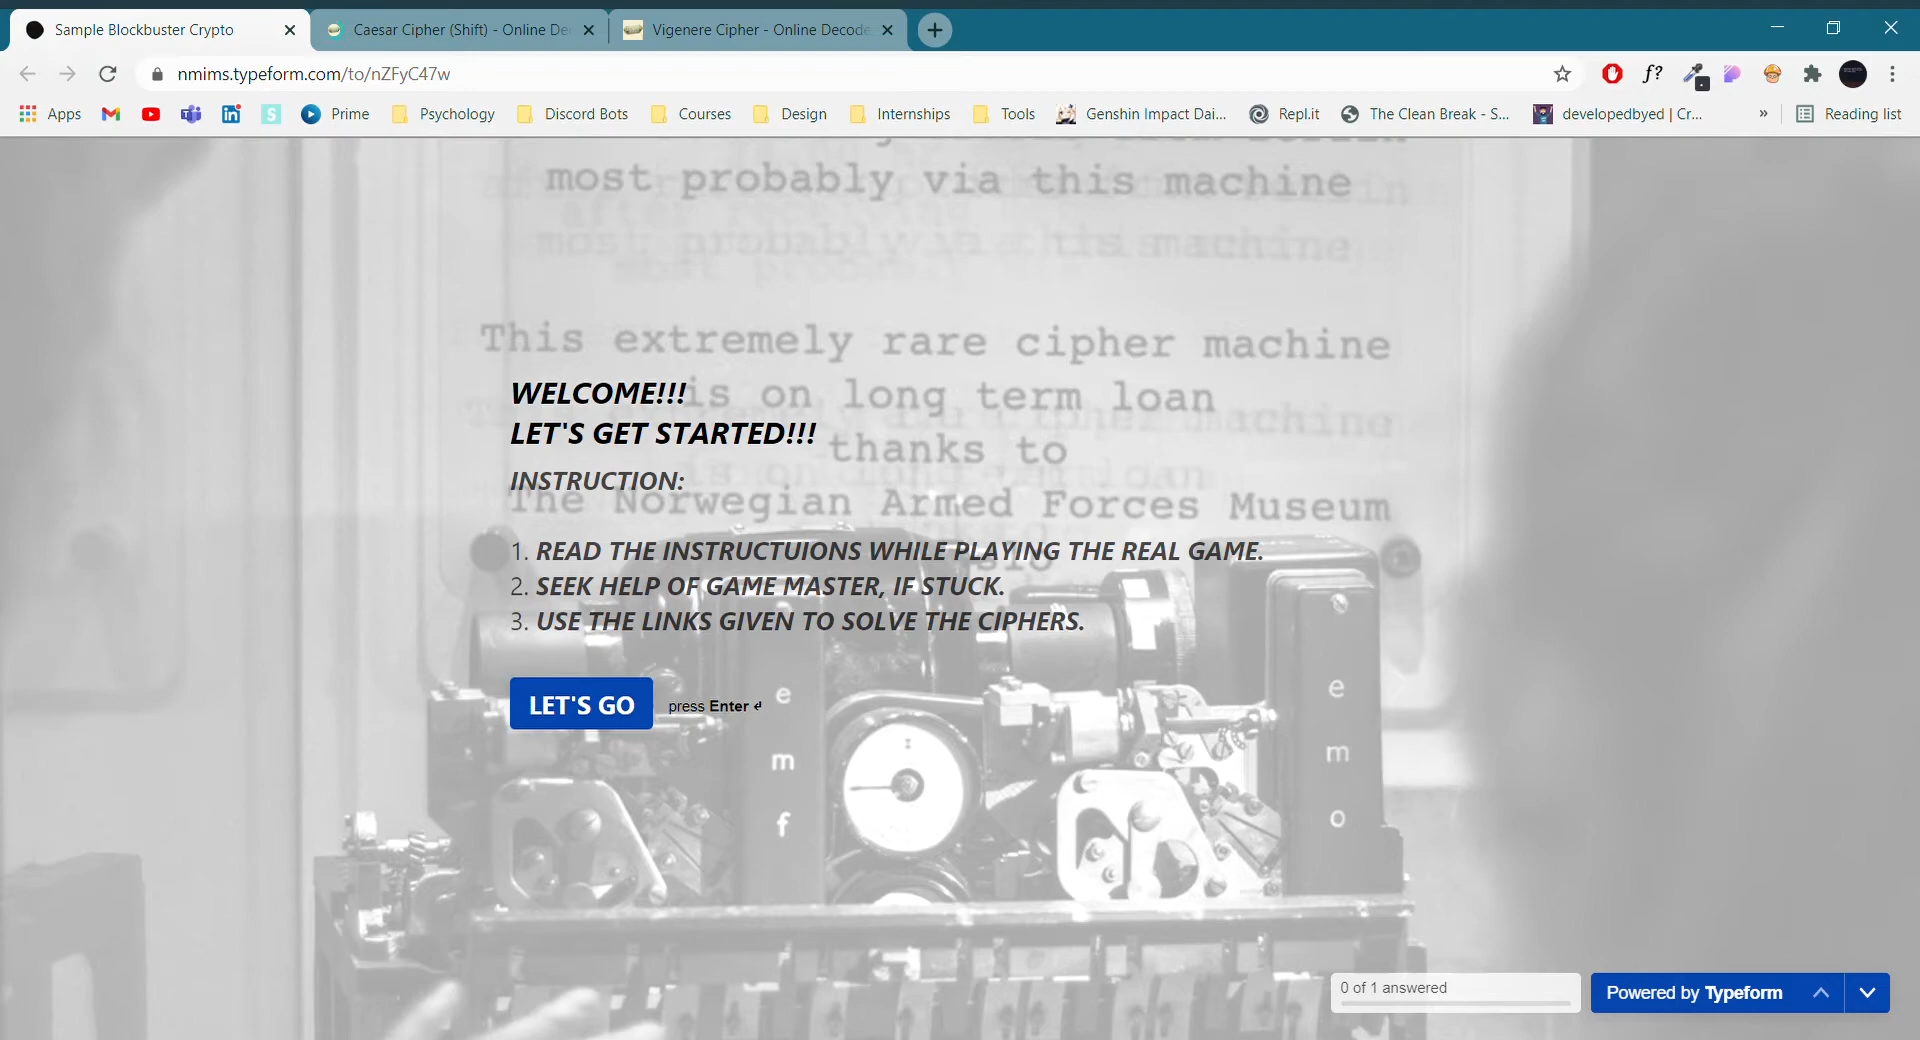 Sample Blockbuster Crypto
Caesar Cipher (Shift) - Online De
Vigenere Cipher - Online Decode
nmims.typeform.com/to/nZFyC47w
f?
Apps
Prime
Psychology
Discord Bots
Courses
Design
Internships
Tools
Genshin Impact Dai...
Repl.it
The Clean Break - S...
developedbyed | Cr...
»
Reading list
most probably via this machine
most probably via this machine
This extremely rare cipher machine
is on long term loan
thanks to
The Norwegian Armed Forces Museum
WELCOME!!!
LET'S GET STARTED!!!
INSTRUCTION:
1. READ THE INSTRUCTUIONS WHILE PLAYING THE REAL GAME.
2. SEEK HELP OF GAME MASTER, IF STUCK.
3. USE THE LINKS GIVEN TO SOLVE THE CIPHERS.
LET'S GO
press Enter ↵
e
m
f
e
m
o
0 of 1 answered
Powered by Typeform